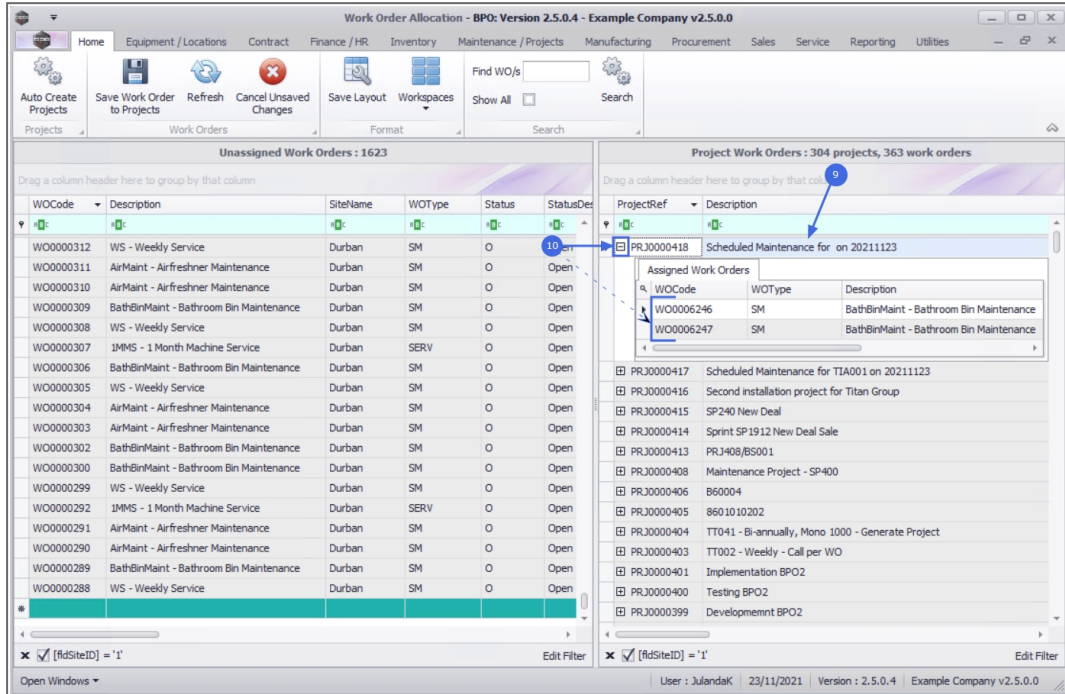 Work Order Allocation - BPO: Version 2.5.0.4 - Example Company v2.5.0.0
Home Equipment / Locations Contract Finance / HR Inventory Maintenance / Projects Manufacturing Procurement Sales Service Reporting Utilities
Find WO/s
Show All
Auto Create Projects
Save Work Order to Projects
Refresh
Cancel Unsaved Changes
Save Layout
Workspaces
Search
Projects Work Orders Format Search
Unassigned Work Orders : 1623
Drag a column header here to group by that column
WOCode Description SiteName WOType Status StatusDes
WO0000312 WS - Weekly Service Durban SM O
WO0000311 AirMaint - Airfreshner Maintenance Durban SM O Open
WO0000310 AirMaint - Airfreshner Maintenance Durban SM O Open
WO0000309 BathBinMaint - Bathroom Bin Maintenance Durban SM O Open
WO0000308 WS - Weekly Service Durban SM O Open
WO0000307 1MMS - 1 Month Machine Service Durban SERV O Open
WO0000306 BathBinMaint - Bathroom Bin Maintenance Durban SM O Open
WO0000305 WS - Weekly Service Durban SM O Open
WO0000304 AirMaint - Airfreshner Maintenance Durban SM O Open
WO0000303 AirMaint - Airfreshner Maintenance Durban SM O Open
WO0000302 BathBinMaint - Bathroom Bin Maintenance Durban SM O Open
WO0000300 BathBinMaint - Bathroom Bin Maintenance Durban SM O Open
WO0000299 WS - Weekly Service Durban SM O Open
WO0000292 1MMS - 1 Month Machine Service Durban SERV O Open
WO0000291 AirMaint - Airfreshner Maintenance Durban SM O Open
WO0000290 AirMaint - Airfreshner Maintenance Durban SM O Open
WO0000289 BathBinMaint - Bathroom Bin Maintenance Durban SM O Open
WO0000288 WS - Weekly Service Durban SM O Open
[fldSiteID] = '1' Edit Filter
Project Work Orders : 304 projects, 363 work orders
Drag a column header here to group by that
9
ProjectRef Description
10
PRJ0000418 Scheduled Maintenance for on 20211123
Assigned Work Orders
WOCode WOType Description
WO0006246 SM BathBinMaint - Bathroom Bin Maintenance
WO0006247 SM BathBinMaint - Bathroom Bin Maintenance
PRJ0000417 Scheduled Maintenance for TIA001 on 20211123
PRJ0000416 Second installation project for Titan Group
PRJ0000415 SP240 New Deal
PRJ0000414 Sprint SP1912 New Deal Sale
PRJ0000413 PRJ408/BS001
PRJ0000408 Maintenance Project - SP400
PRJ0000406 B60004
PRJ0000405 8601010202
PRJ0000404 TT041 - Bi-annually, Mono 1000 - Generate Project
PRJ0000403 TT002 - Weekly - Call per WO
PRJ0000401 Implementation BPO2
PRJ0000400 Testing BPO2
PRJ0000399 Developmemnt BPO2
[fldSiteID] = '1' Edit Filter
Open Windows User : JulandaK 23/11/2021 Version : 2.5.0.4 Example Company v2.5.0.0